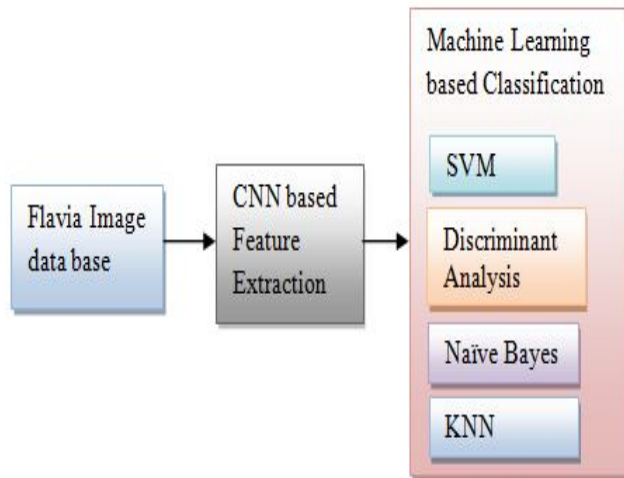 Flavia Image
data base
CNN based
Feature
Extraction
Machine Learning
based Classification
SVM
Discriminant
Analysis
Naïve Bayes
KNN